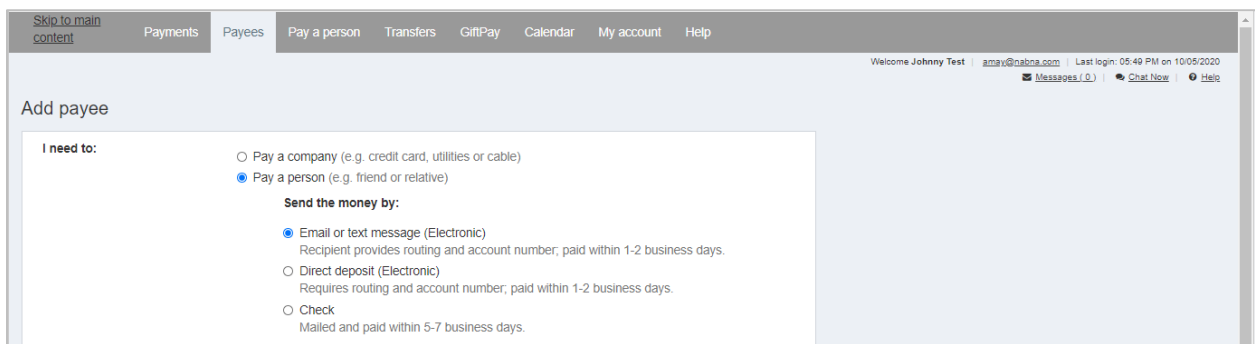 Skip to main
content
Payments Payees Pay a person Transfers GiftPay Calendar My account Help
Welcome Johnny Test | amay@nabna.com | Last login: 05:49 PM on 10/05/2020
Messages ( 0 ) | Chat Now | Help
Add payee
I need to:
Pay a company (e.g. credit card, utilities or cable)
Pay a person (e.g. friend or relative)
Send the money by:
Email or text message (Electronic)
Recipient provides routing and account number; paid within 1-2 business days.
Direct deposit (Electronic)
Requires routing and account number; paid within 1-2 business days.
Check
Mailed and paid within 5-7 business days.